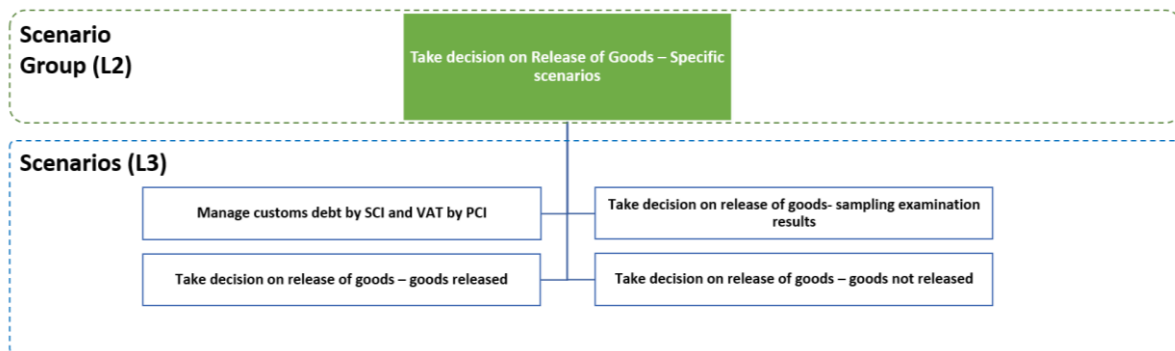 Scenario
Group (L2)
Take decision on Release of Goods – Specific
scenarios
Scenarios (L3)
Manage customs debt by SCI and VAT by PCI
Take decision on release of goods- sampling examination
results
Take decision on release of goods – goods released
Take decision on release of goods – goods not released